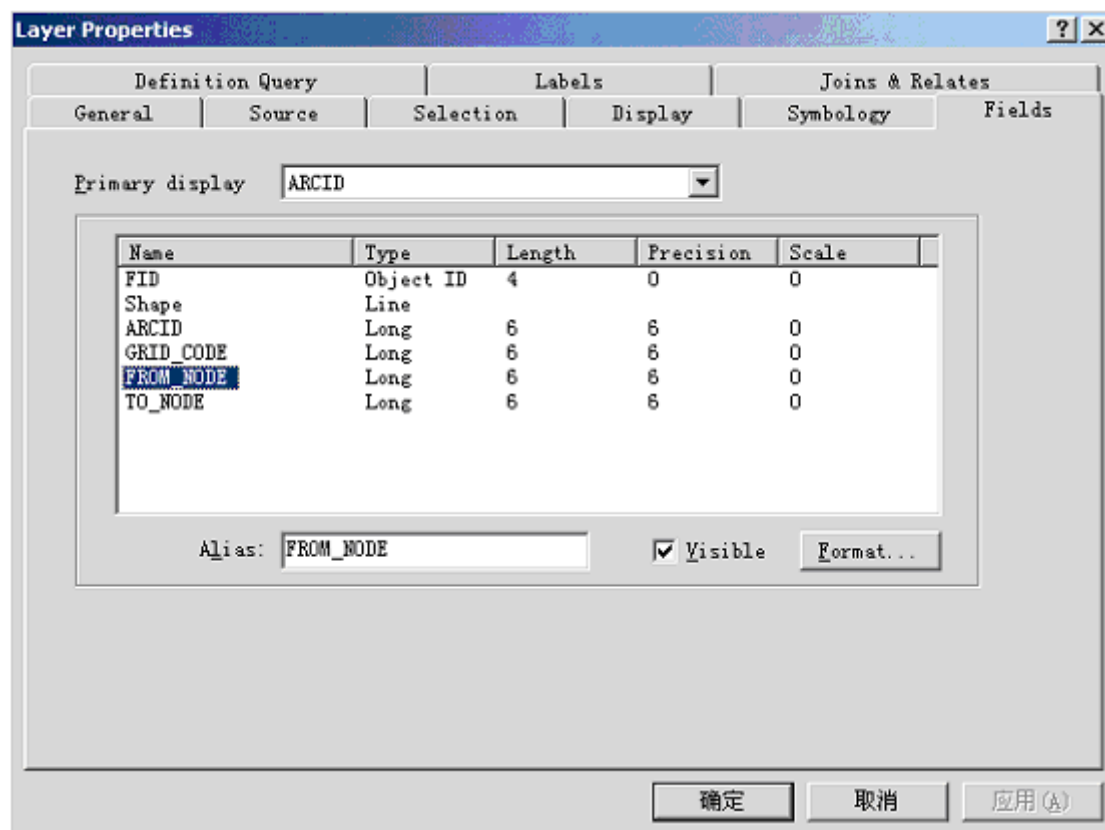 Layer Properties
Definition Query Labels Joins & Relates
General Source Selection Display Symbology Fields
Primary display ARCID
Name Type Length Precision Scale
FID Object ID 4 0 0
Shape Line
ARCID Long 6 6 0
GRID_CODE Long 6 6 0
FROM_NODE Long 6 6 0
TO_NODE Long 6 6 0
Alias: FROM_NODE Visible Format...
确定 取消 应用(A)